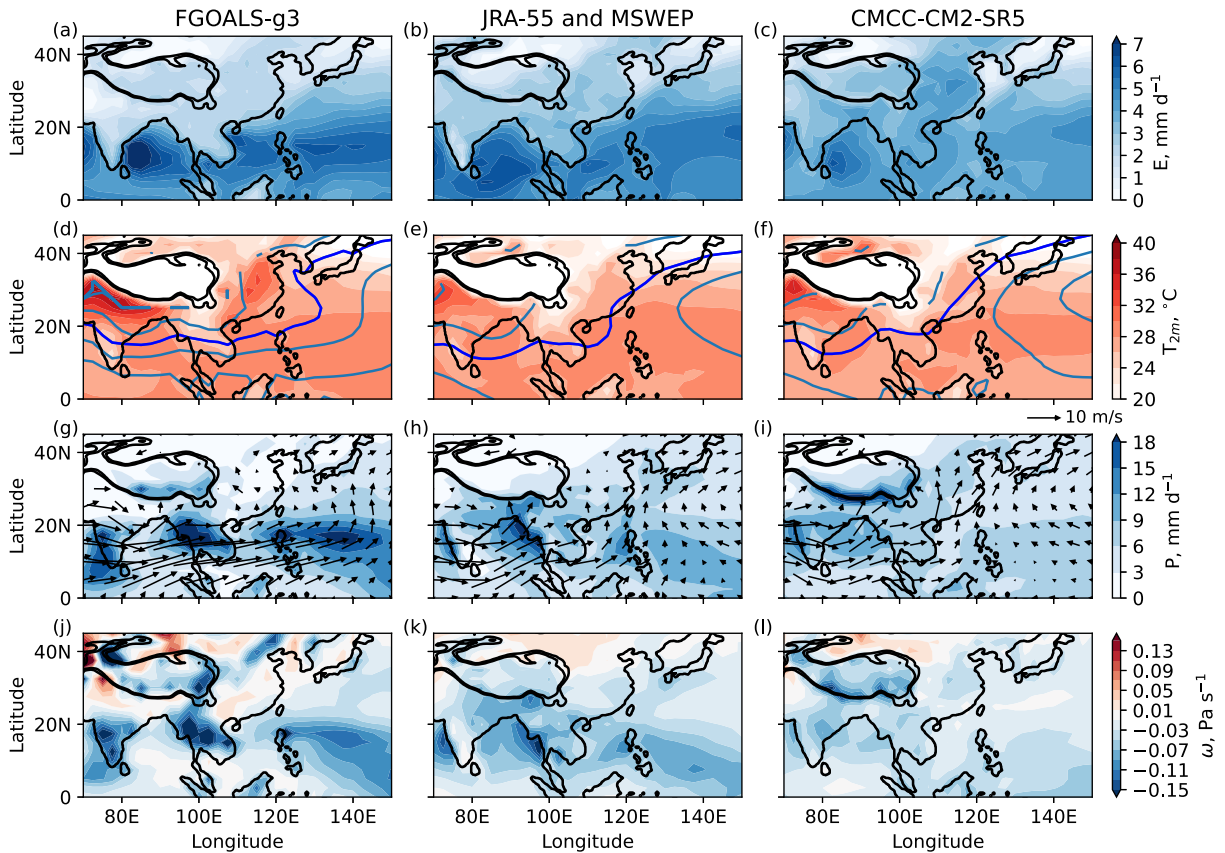 FGOALS-g3 JRA-55 and MSWEP CMCC-CM2-SR5
(a) (b) (c)
Latitude
40N
20N
0
7
6
5
4
3
2
1
0
E, mm d⁻¹
(d) (e) (f)
Latitude
40N
20N
0
40
36
32
28
24
20
T2m, °C
10 m/s
(g) (h) (i)
Latitude
40N
20N
0
18
15
12
9
6
3
0
P, mm d⁻¹
(j) (k) (l)
Latitude
40N
20N
0
0.13
0.09
0.05
0.01
−0.03
−0.07
−0.11
−0.15
ω, Pa s⁻¹
80E 100E 120E 140E 80E 100E 120E 140E 80E 100E 120E 140E
Longitude Longitude Longitude